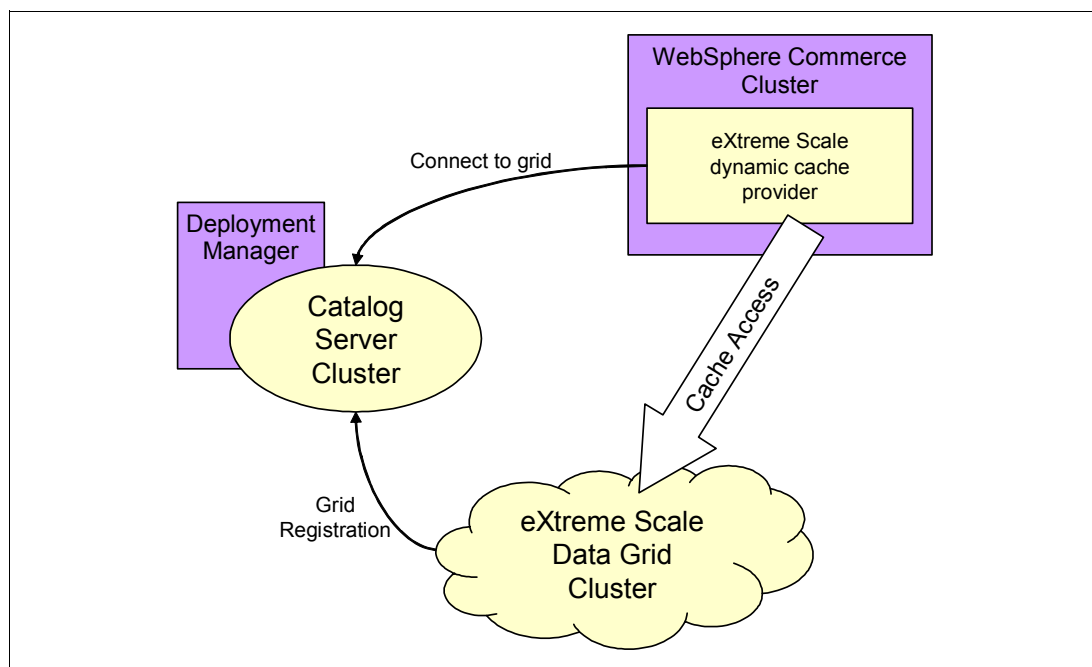 WebSphere Commerce
Cluster
eXtreme Scale
dynamic cache
provider
Connect to grid
Deployment
Manager
Catalog
Server
Cluster
Cache Access
Grid
Registration
eXtreme Scale
Data Grid
Cluster